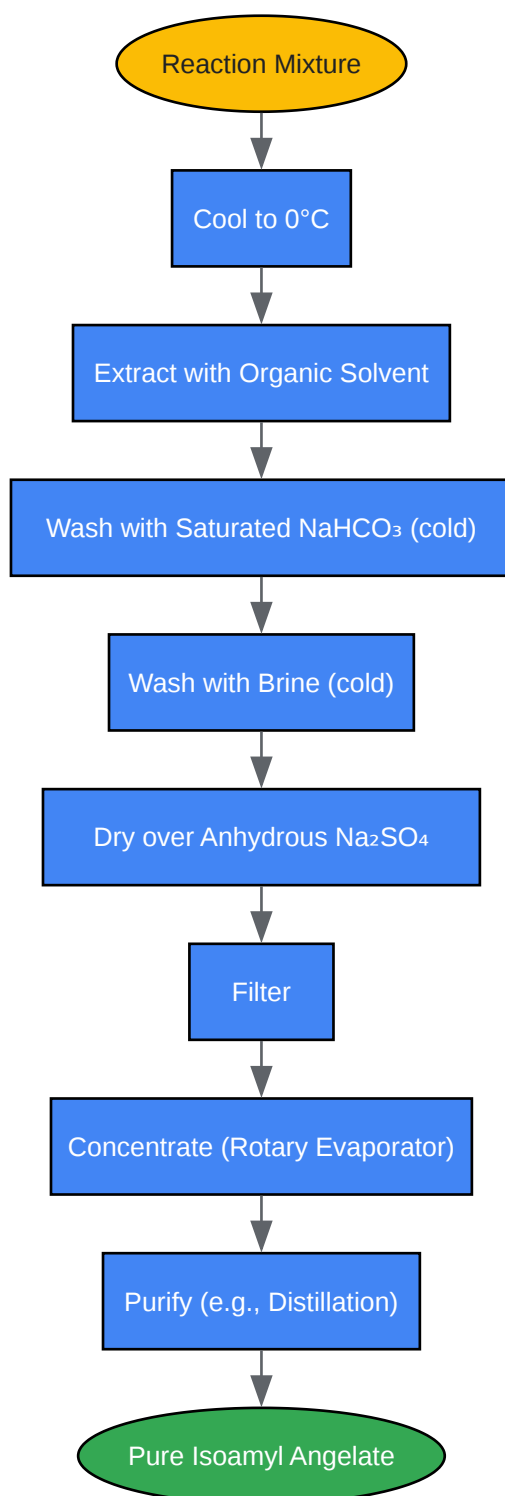 Reaction Mixture
Cool to 0°C
Extract with Organic Solvent
Wash with Saturated NaHCO₃ (cold)
Wash with Brine (cold)
Dry over Anhydrous Na₂SO₄
Filter
Concentrate (Rotary Evaporator)
Purify (e.g., Distillation)
Pure Isoamyl Angelate